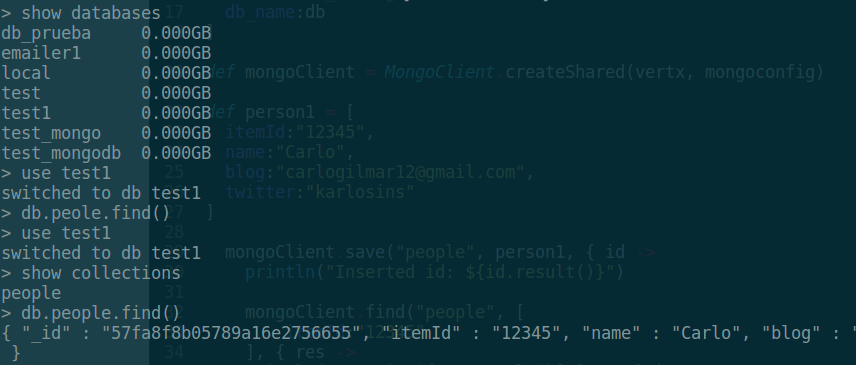 > show databases
db_prueba 0.000GB
emailer1 0.000GB
local 0.000GB
test 0.000GB
test1 0.000GB
test_mongo 0.000GB
test_mongodb 0.000GB
> use test1
switched to db test1
> db.peole.find()
> use test1
switched to db test1
> show collections
people
> db.people.find()
{ "_id" : "57fa8f8b05789a16e2756655", "itemId" : "12345", "name" : "Carlo", "blog" : "
}
17 db_name:db
]
def mongoClient = MongoClient.createShared(vertx, mongoconfig)
def person1 = [
itemId:"12345",
name:"Carlo",
25 blog:"carlogilmar12@gmail.com",
twitter:"karlosins"
27 ]
28
mongoClient.save("people", person1, { id ->
println("Inserted id: ${id.result()}")
31
mongoClient.find("people", [
34 ], { res ->